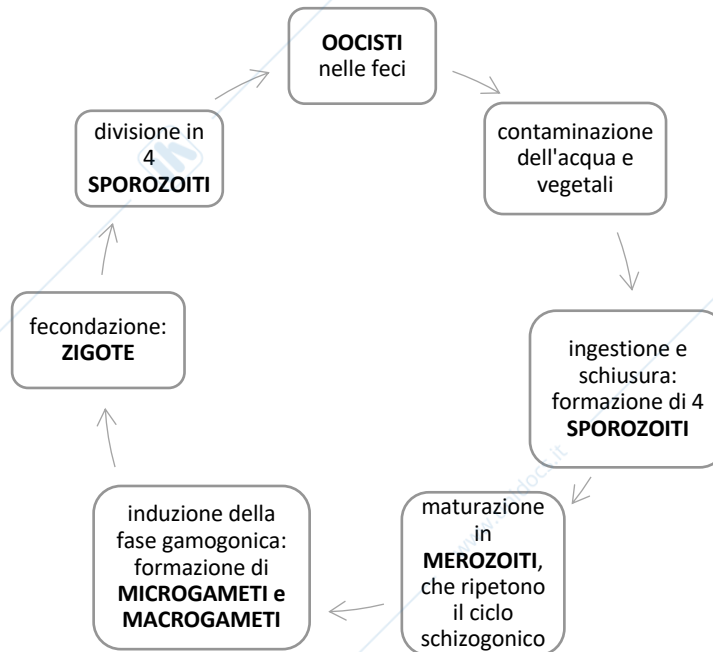 OOCISTI
nelle feci
contaminazione
dell'acqua e
vegetali
ingestione e
schiusura:
formazione di 4
SPOROZOITI
maturazione
in
MEROZOITI,
che ripetono
il ciclo
schizogonico
induzione della
fase gamogonica:
formazione di
MICROGAMETI e
MACROGAMETI
fecondazione:
ZIGOTE
divisione in
4
SPOROZOITI